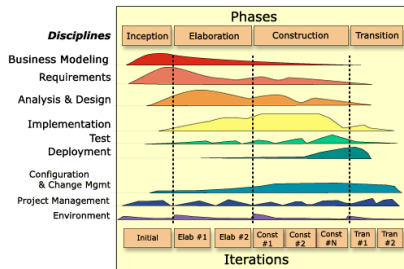 Phases
Disciplines
Inception Elaboration Construction Transition
Business Modeling
Requirements
Analysis & Design
Implementation
Test
Deployment
Configuration
& Change Mgmt
Project Management
Environment
Initial Elab #1 Elab #2 Const #1 Const #2 Const #N Tran #1 Tran #2
Iterations